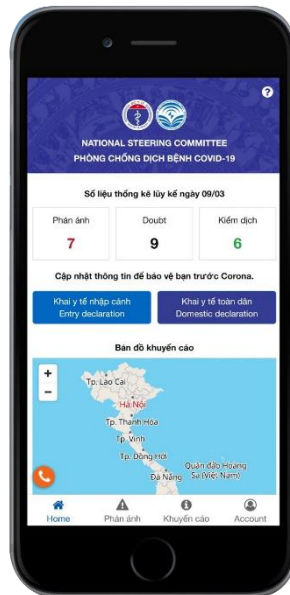 ?
NATIONAL STEERING COMMITTEE
PHÒNG CHỐNG DỊCH BỆNH COVID-19
Số liệu thống kê lũy kế ngày 09/03
Phản ánh
7
Doubt
9
Kiểm dịch
6
Cập nhật thông tin để bảo vệ bạn trước Corona.
Khai y tế nhập cảnh
Entry declaration
Khai y tế toàn dân
Domestic declaration
Bản đồ khuyến cáo
+
−
Tp. Lào Cai
Hà Nội
Tp. Thanh Hóa
Tp. Vinh
Tp. Đồng Hới
Đà Nẵng
Quần đảo Hoàng
Sa (Việt Nam)
Home
Phản ánh
Khuyến cáo
Account